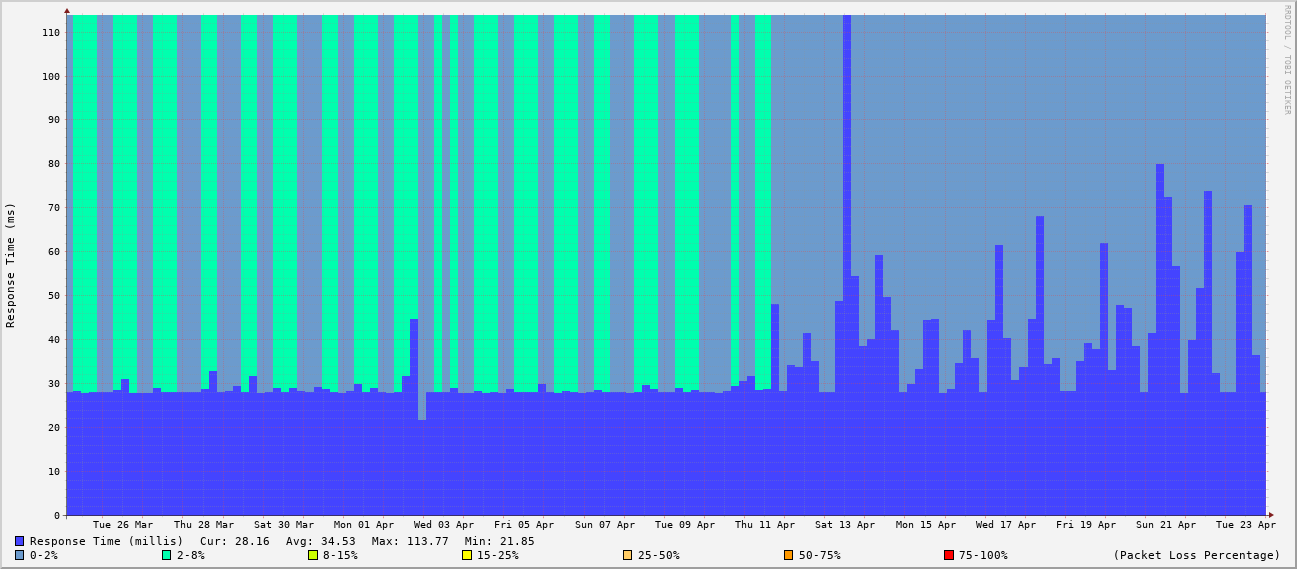 RRDTOOL / TOBI OETIKER
Response Time (ms)
110
100
90
80
70
60
50
40
30
20
10
0
Tue 26 Mar Thu 28 Mar Sat 30 Mar Mon 01 Apr Wed 03 Apr Fri 05 Apr Sun 07 Apr Tue 09 Apr Thu 11 Apr Sat 13 Apr Mon 15 Apr Wed 17 Apr Fri 19 Apr Sun 21 Apr Tue 23 Apr
Response Time (millis) Cur: 28.16 Avg: 34.53 Max: 113.77 Min: 21.85
0-2% 2-8% 8-15% 15-25% 25-50% 50-75% 75-100% (Packet Loss Percentage)